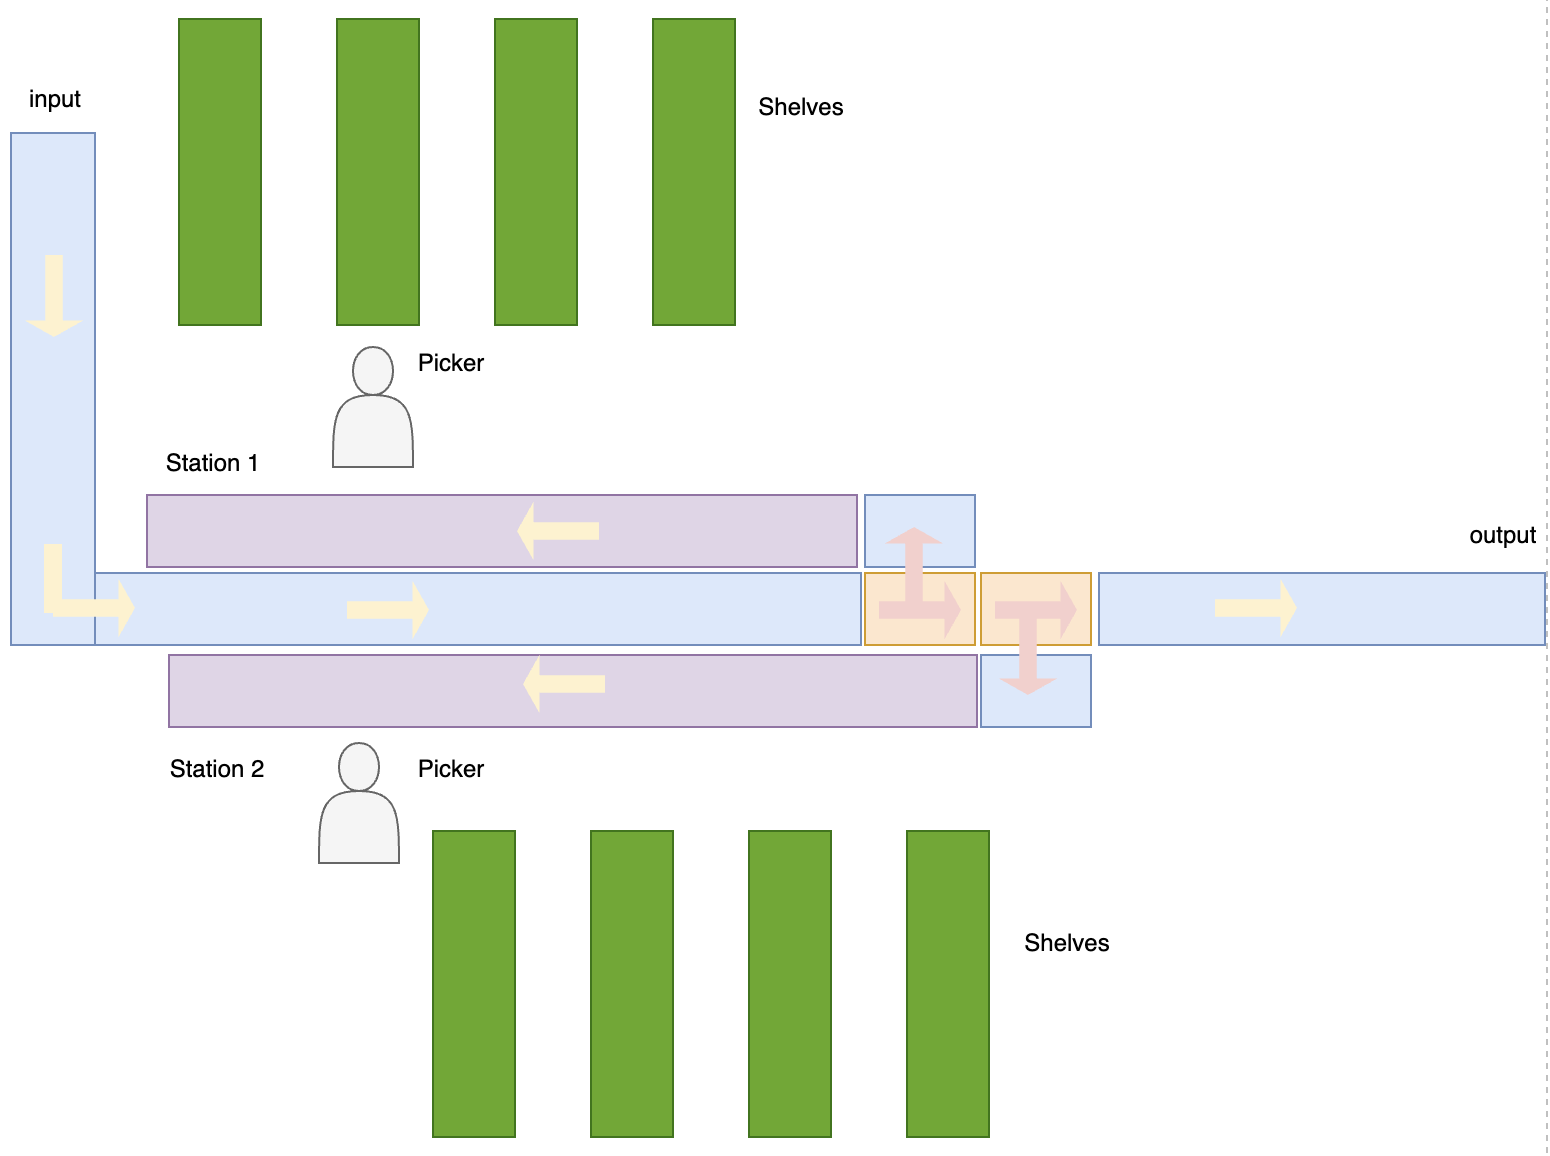 input
Shelves
Picker
Station 1
output
Station 2
Picker
Shelves